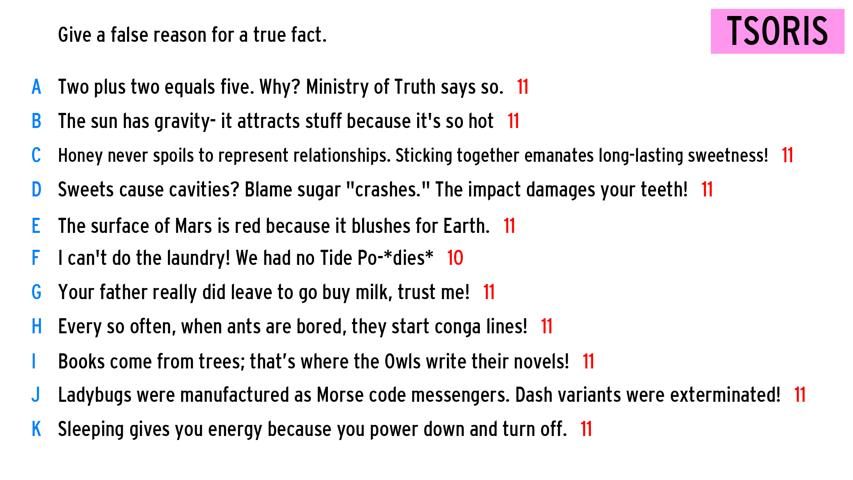 Give a false reason for a true fact.
TSORIS
A Two plus two equals five. Why? Ministry of Truth says so. 11
B The sun has gravity- it attracts stuff because it's so hot 11
C Honey never spoils to represent relationships. Sticking together emanates long-lasting sweetness! 11
D Sweets cause cavities? Blame sugar "crashes." The impact damages your teeth! 11
E The surface of Mars is red because it blushes for Earth. 11
F I can't do the laundry! We had no Tide Po-*dies* 10
G Your father really did leave to go buy milk, trust me! 11
H Every so often, when ants are bored, they start conga lines! 11
I Books come from trees; that’s where the Owls write their novels! 11
J Ladybugs were manufactured as Morse code messengers. Dash variants were exterminated! 11
K Sleeping gives you energy because you power down and turn off. 11